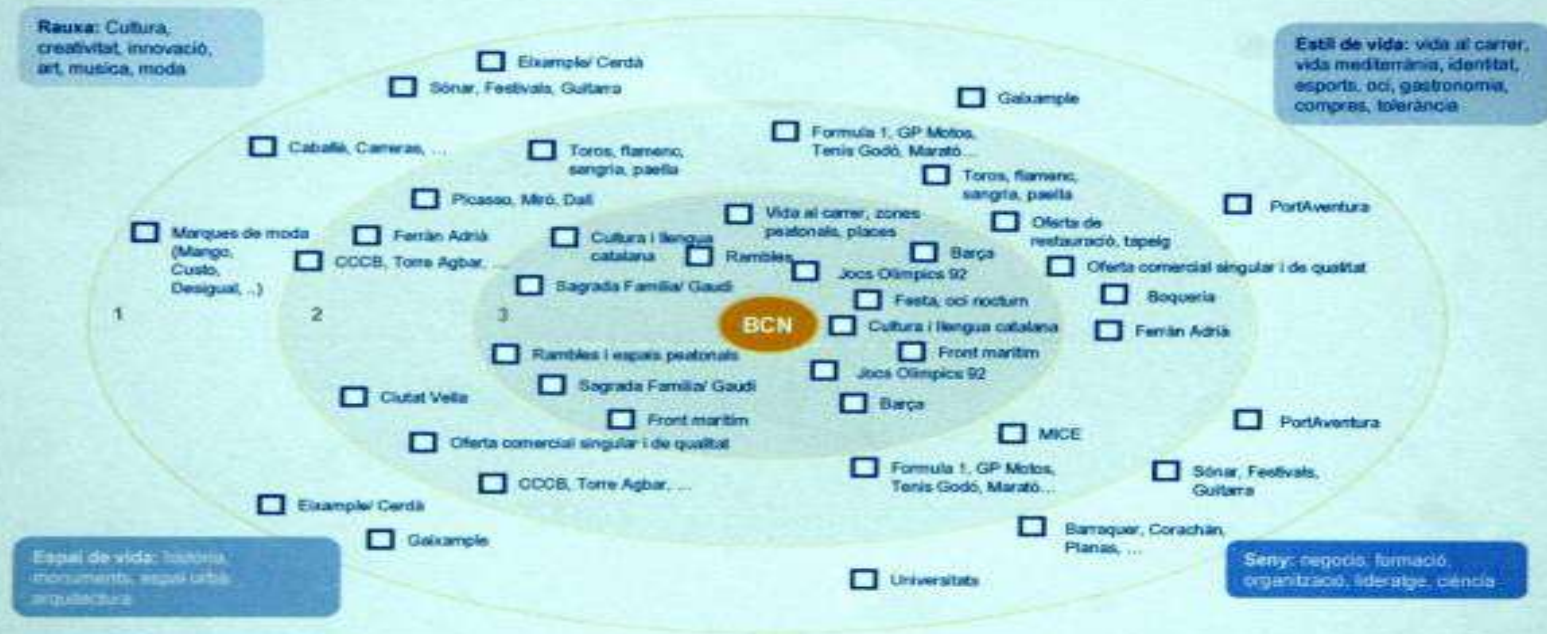 Rauxa: Cultura,
creativitat, innovació,
art, musica, moda
Estil de vida: vida al carrer,
vida mediterrània, identitat,
esports, oci, gastronomia,
compres, tolerància
Eixample/ Cerdà
Sónar, Festivals, Guitarra
Gaixample
Caballé, Carreras, ...
Toros, flamenc,
sangria, paella
Formula 1, GP Motos,
Tenis Godó, Marató...
Toros, flamenc,
sangria, paella
Picasso, Miró, Dalí
PortAventura
Marques de moda
(Mango,
Custo,
Desigual, ..)
Ferràn Adrià
CCCB, Torre Agbar, ...
Cultura i llengua
catalana
Vida al carrer, zones
peatonals, places
Rambles
Oferta de
restauració, tapeig
Barça
Jocs Olímpics 92
Oferta comercial singular i de qualitat
Sagrada Família/ Gaudí
Festa, oci nocturn
Boqueria
1
2
3
BCN
Cultura i llengua catalana
Ferràn Adrià
Rambles i espais peatonals
Front marítim
Sagrada Família/ Gaudí
Jocs Olímpics 92
Ciutat Vella
Barça
Front marítim
PortAventura
Oferta comercial singular i de qualitat
MICE
CCCB, Torre Agbar, ...
Formula 1, GP Motos,
Tenis Godó, Marató...
Sónar, Festivals,
Guitarra
Eixample/ Cerdà
Gaixample
Barraquer, Corachán,
Planas, ...
Universitats
Espai de vida: història,
monuments, espai urbà,
arquitectura
Seny: negocis, formació,
organització, lideratge, ciència